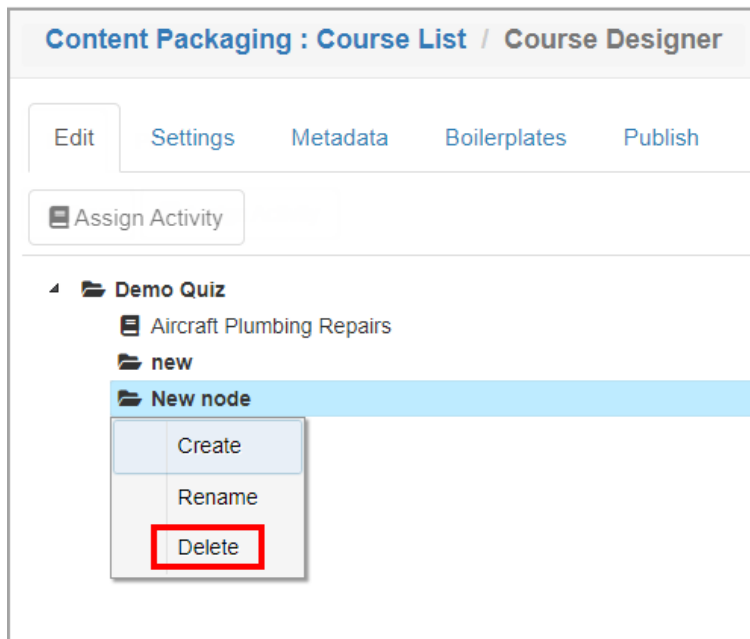 Content Packaging : Course List / Course Designer
Edit Settings Metadata Boilerplates Publish
Assign Activity
Demo Quiz
Aircraft Plumbing Repairs
new
New node
Create
Rename
Delete